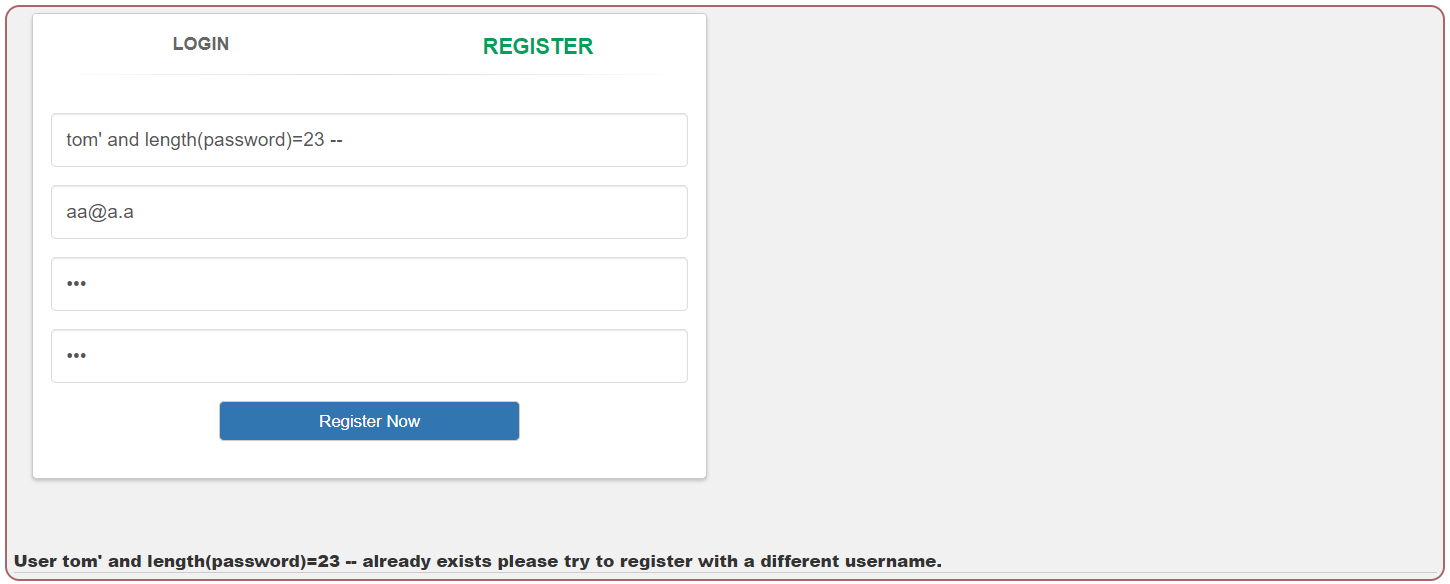 LOGIN REGISTER
tom' and length(password)=23 --
aa@a.a
•••
•••
Register Now
User tom' and length(password)=23 -- already exists please try to register with a different username.